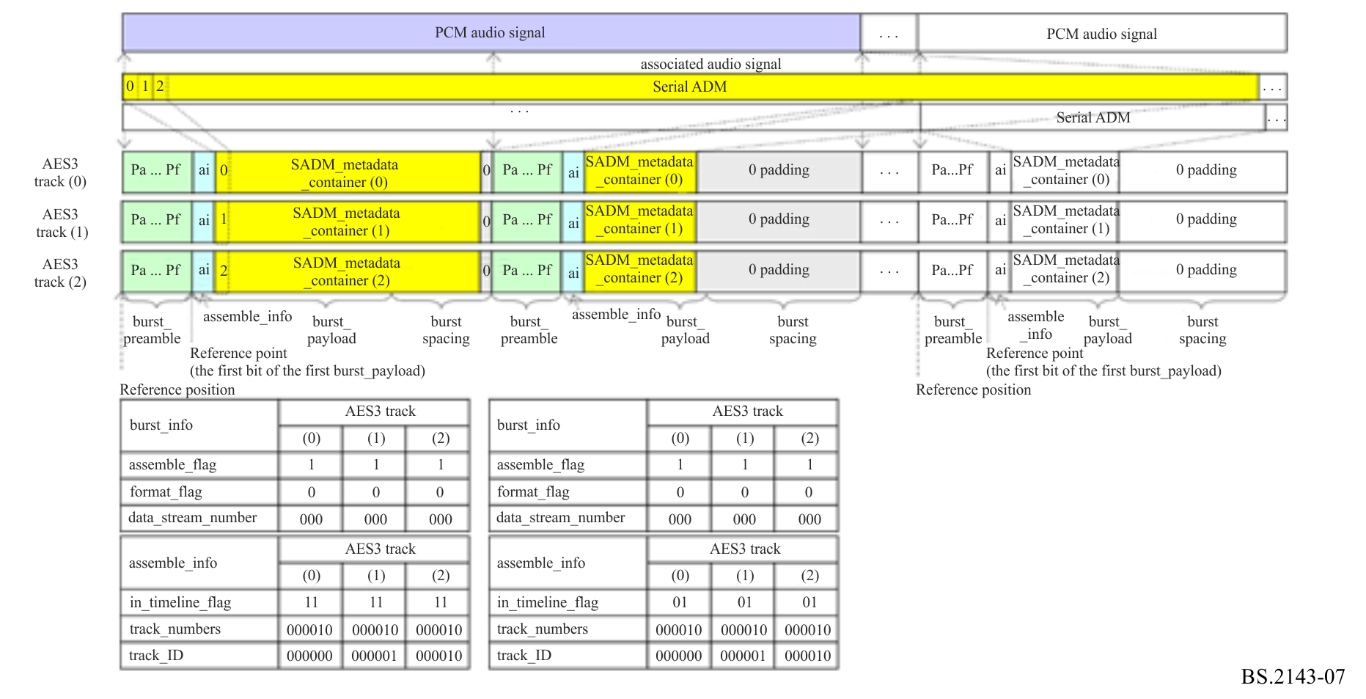 PCM audio signal . . . PCM audio signal
associated audio signal
0 1 2 Serial ADM . . .
. . . Serial ADM . . .
AES3
track (0)
Pa ... Pf ai 0 SADM_metadata
_container (0) 0 Pa ... Pf ai SADM_metadata
_container (0) 0 padding . . . Pa...Pf ai SADM_metadata
_container (0) 0 padding
AES3
track (1)
Pa ... Pf ai 1 SADM_metadata
_container (1) 0 Pa ... Pf ai SADM_metadata
_container (1) 0 padding . . . Pa...Pf ai SADM_metadata
_container (1) 0 padding
AES3
track (2)
Pa ... Pf ai 2 SADM_metadata
_container (2) 0 Pa ... Pf ai SADM_metadata
_container (2) 0 padding . . . Pa...Pf ai SADM_metadata
_container (2) 0 padding
burst_
preamble
assemble_info
burst_
payload
burst
spacing
burst_
preamble
assemble_info
burst_
payload
burst
spacing
burst_
preamble
assemble
_info
burst_
payload
burst
spacing
Reference point
(the first bit of the first burst_payload)
Reference position
Reference point
(the first bit of the first burst_payload)
Reference position
burst_info AES3 track
(0) (1) (2)
assemble_flag 1 1 1
format_flag 0 0 0
data_stream_number 000 000 000
assemble_info AES3 track
(0) (1) (2)
in_timeline_flag 11 11 11
track_numbers 000010 000010 000010
track_ID 000000 000001 000010
burst_info AES3 track
(0) (1) (2)
assemble_flag 1 1 1
format_flag 0 0 0
data_stream_number 000 000 000
assemble_info AES3 track
(0) (1) (2)
in_timeline_flag 01 01 01
track_numbers 000010 000010 000010
track_ID 000000 000001 000010
BS.2143-07